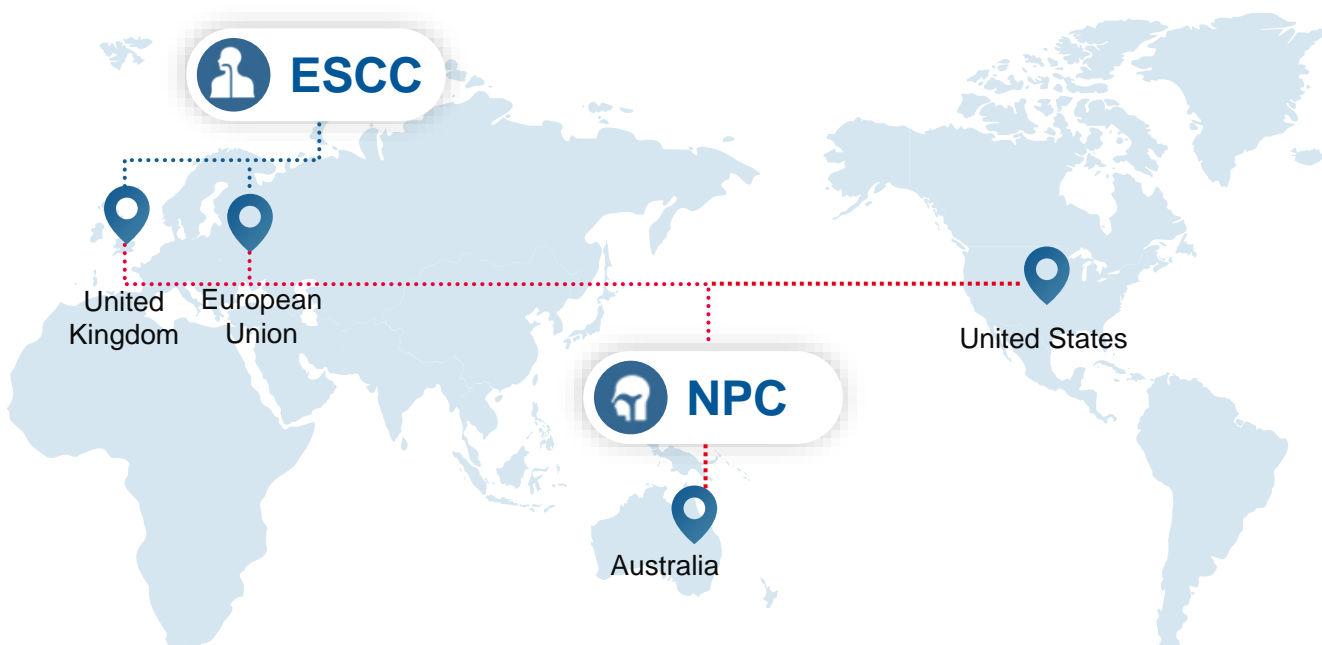 ESCC
United
Kingdom
European
Union
United States
NPC
Australia